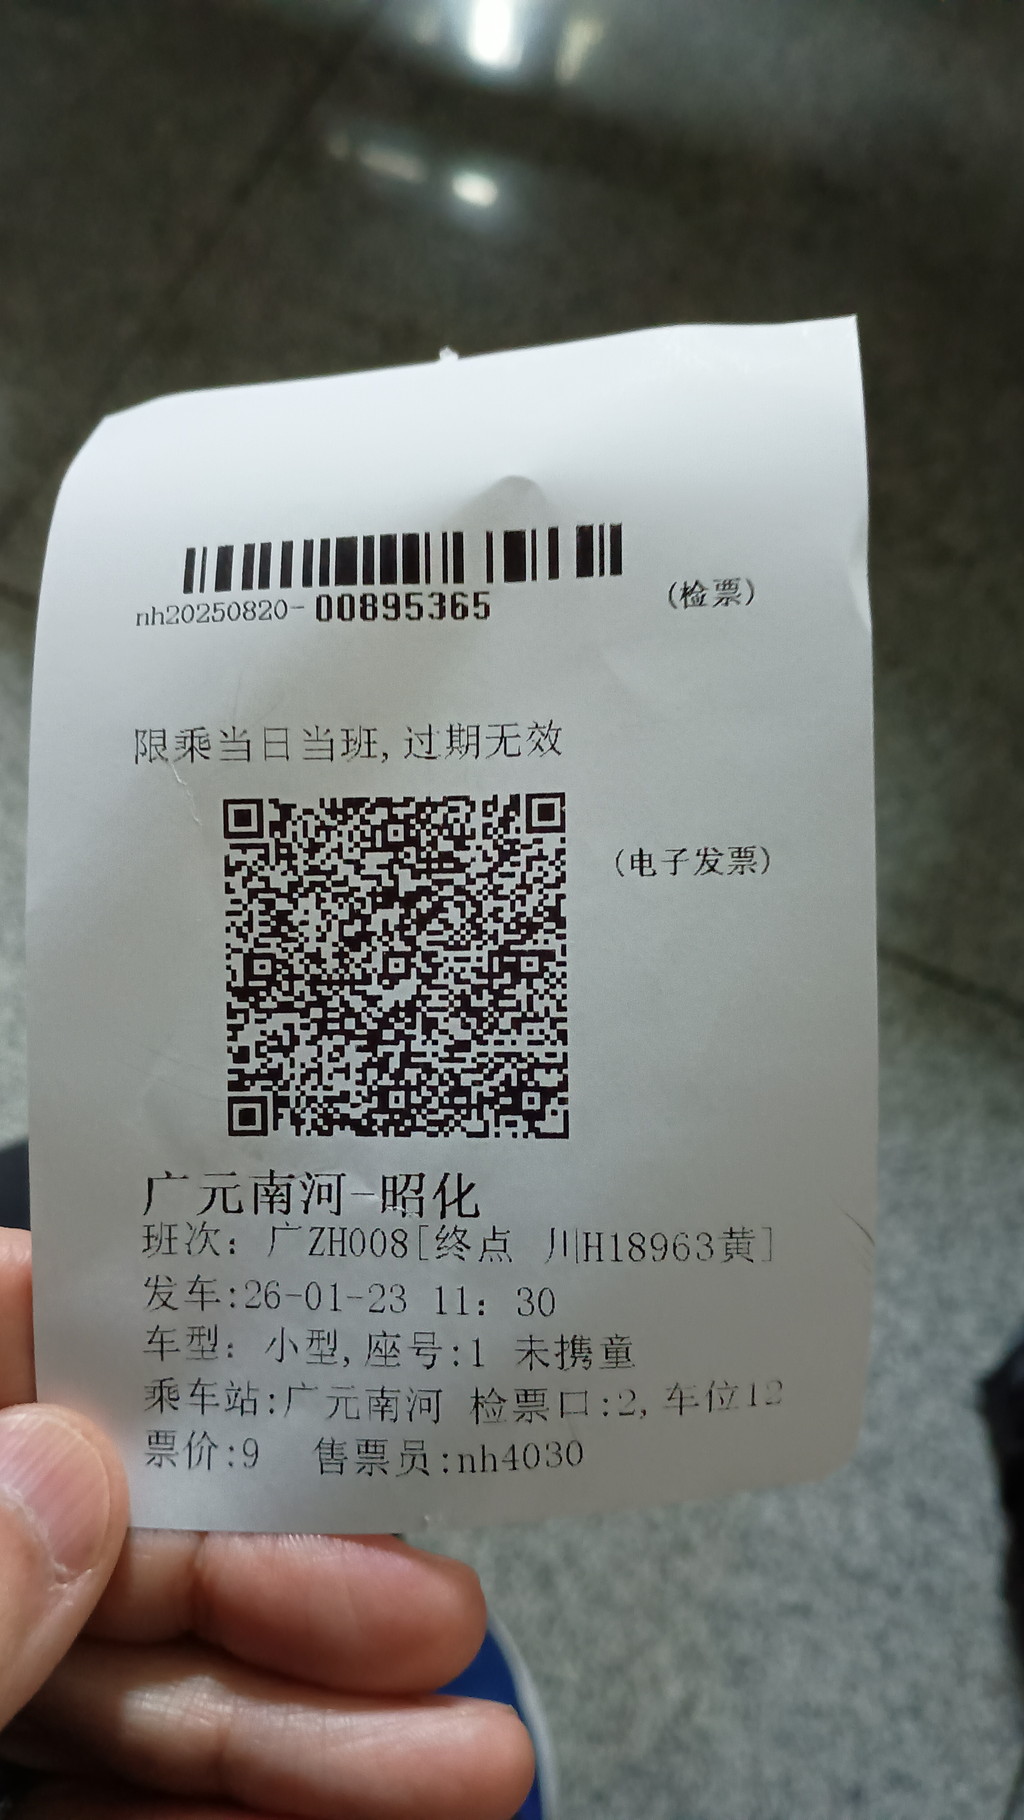 nh20250820-00895365
(检票)
限乘当日当班,过期无效
(电子发票)
广元南河-昭化
班次：广ZH008[终点 川H18963黄]
发车:26-01-23 11：30
车型：小型,座号:1 未携童
乘车站:广元南河 检票口:2,车位12
票价:9 售票员:nh4030